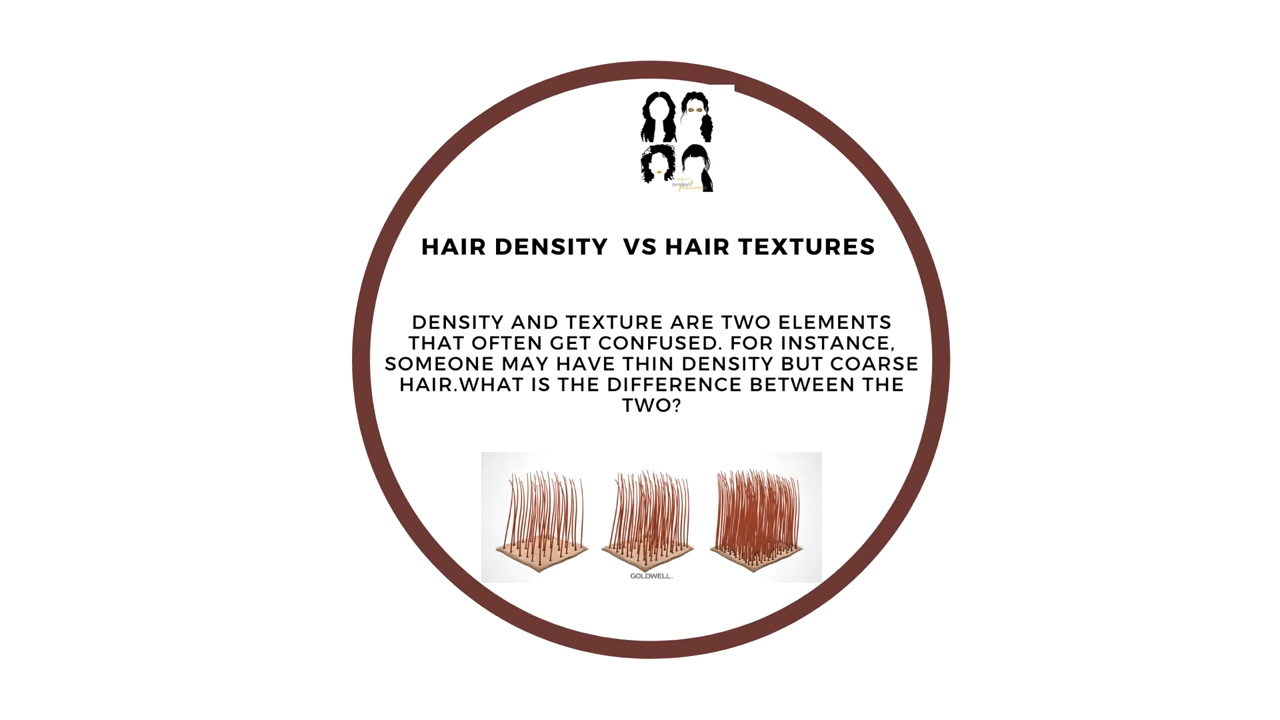 HAIR DENSITY VS HAIR TEXTURES
DENSITY AND TEXTURE ARE TWO ELEMENTS
THAT OFTEN GET CONFUSED. FOR INSTANCE,
SOMEONE MAY HAVE THIN DENSITY BUT COARSE
HAIR.WHAT IS THE DIFFERENCE BETWEEN THE
TWO?
GOLDWELL.